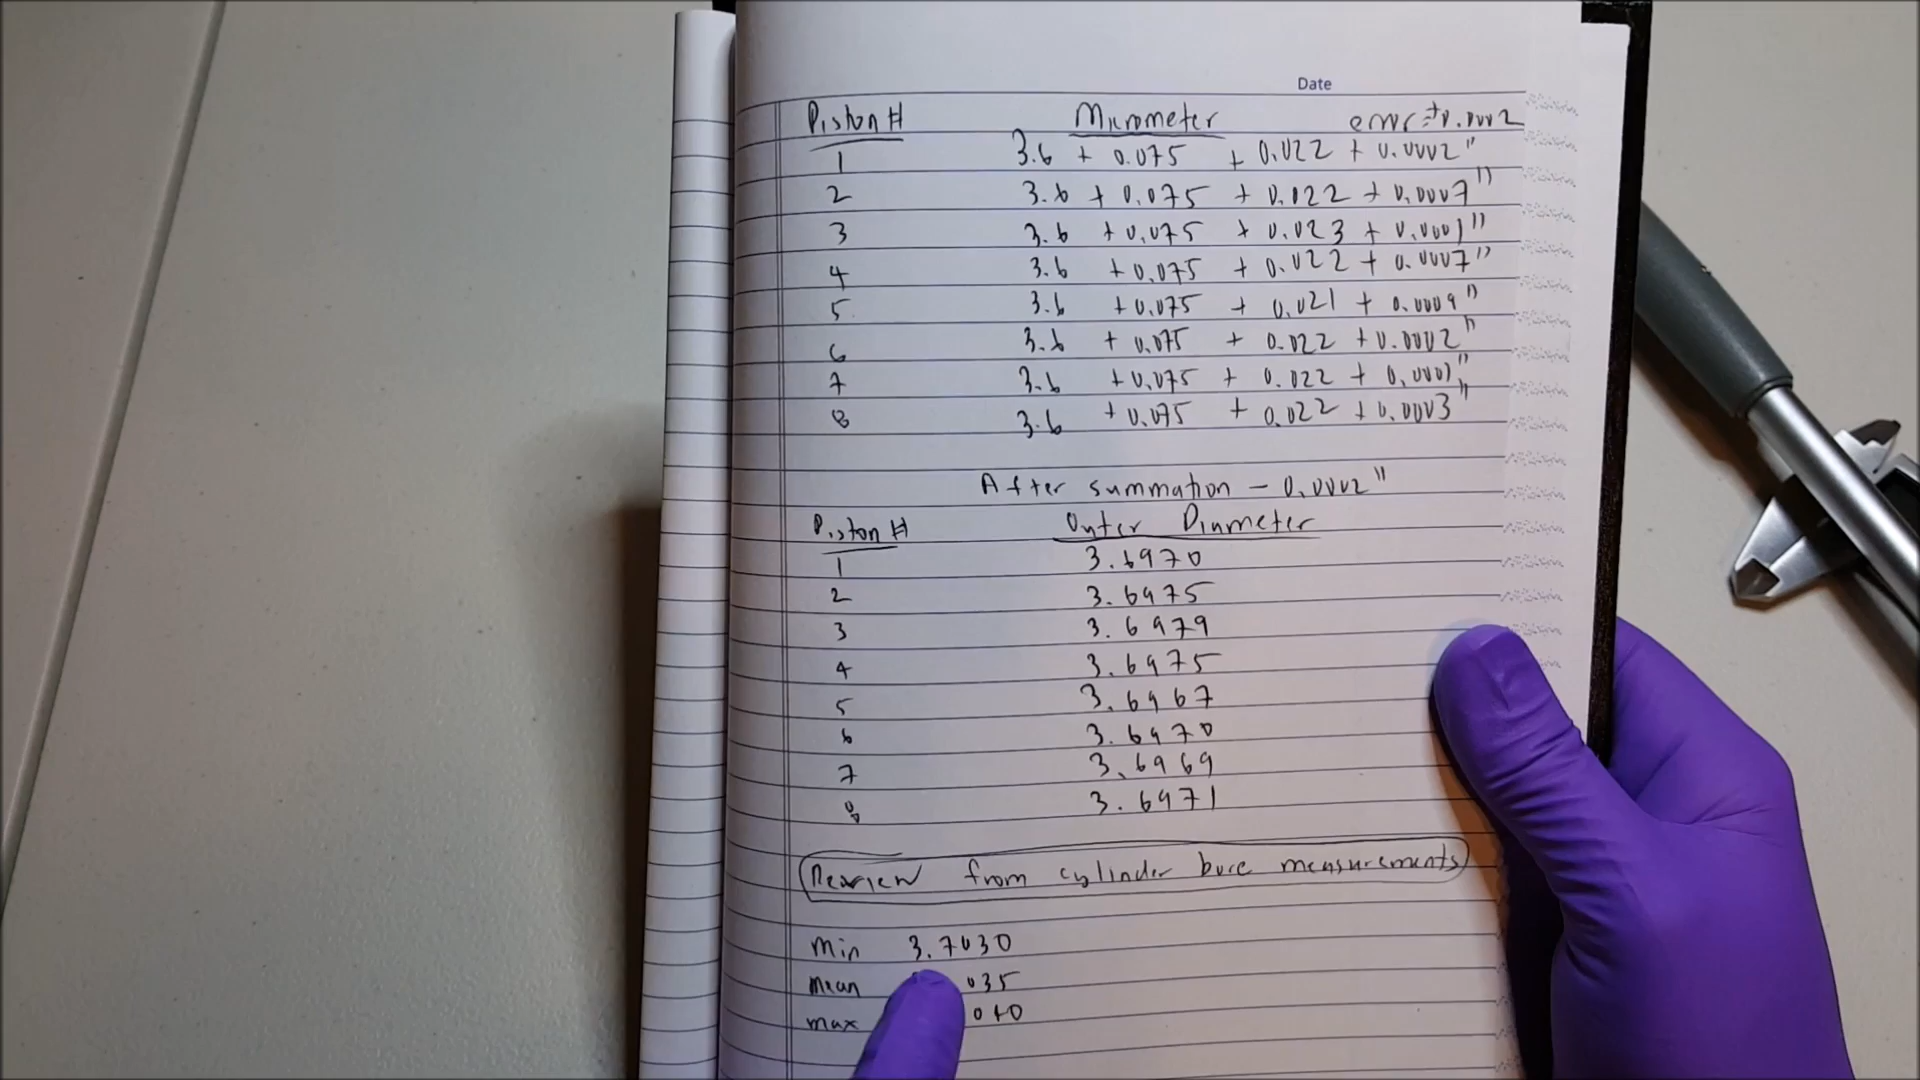 Date
Piston # Micrometer error = +0.0002
1 3.6 + 0.075 + 0.022 + 0.0002"
2 3.6 + 0.075 + 0.022 + 0.0007"
3 3.6 + 0.075 + 0.023 + 0.0001"
4 3.6 + 0.075 + 0.022 + 0.0007"
5 3.6 + 0.075 + 0.021 + 0.0009"
6 3.6 + 0.075 + 0.022 + 0.0002"
7 3.6 + 0.075 + 0.022 + 0.0001"
8 3.6 + 0.075 + 0.022 + 0.0003"
After summation - 0.0002"
Piston # Outer Diameter
1 3.6970
2 3.6975
3 3.6979
4 3.6975
5 3.6967
6 3.6970
7 3.6969
8 3.6971
Review from cylinder bore measurements
Min 3.7030
Mean 035
max 040